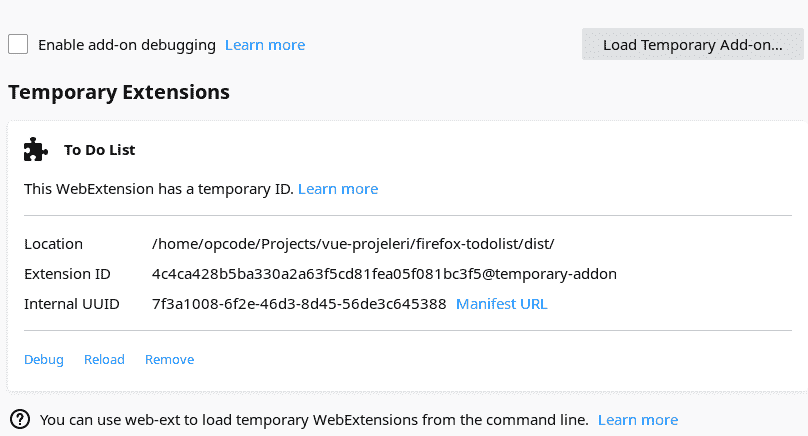 Enable add-on debugging Learn more
Load Temporary Add-on...
Temporary Extensions
To Do List
This WebExtension has a temporary ID. Learn more
Location /home/opcode/Projects/vue-projeleri/firefox-todolist/dist/
Extension ID 4c4ca428b5ba330a2a63f5cd81fea05f081bc3f5@temporary-addon
Internal UUID 7f3a1008-6f2e-46d3-8d45-56de3c645388 Manifest URL
Debug Reload Remove
You can use web-ext to load temporary WebExtensions from the command line. Learn more